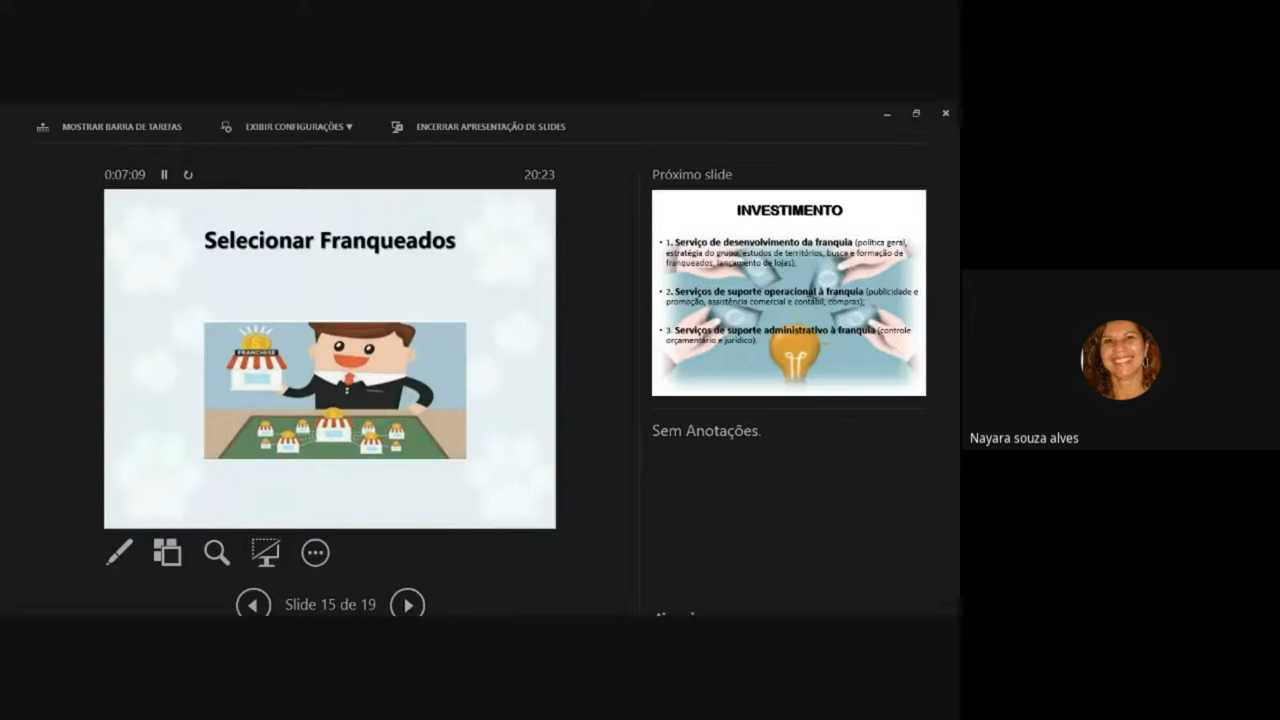 MOSTRAR BARRA DE TAREFAS
EXIBIR CONFIGURAÇÕES ▼
ENCERRAR APRESENTAÇÃO DE SLIDES
0:07:09
20:23
Selecionar Franqueados
FRANCHISE
Slide 15 de 19
Próximo slide
INVESTIMENTO
• 1. Serviço de desenvolvimento da franquia (política geral,
estratégia do grupo, estudos de territórios, busca e formação de
franqueados, lançamento de lojas);
• 2. Serviços de suporte operacional à franquia (publicidade e
promoção, assistência comercial e contábil, compras);
• 3. Serviços de suporte administrativo à franquia (controle
orçamentário e jurídico).
Sem Anotações.
Nayara souza alves